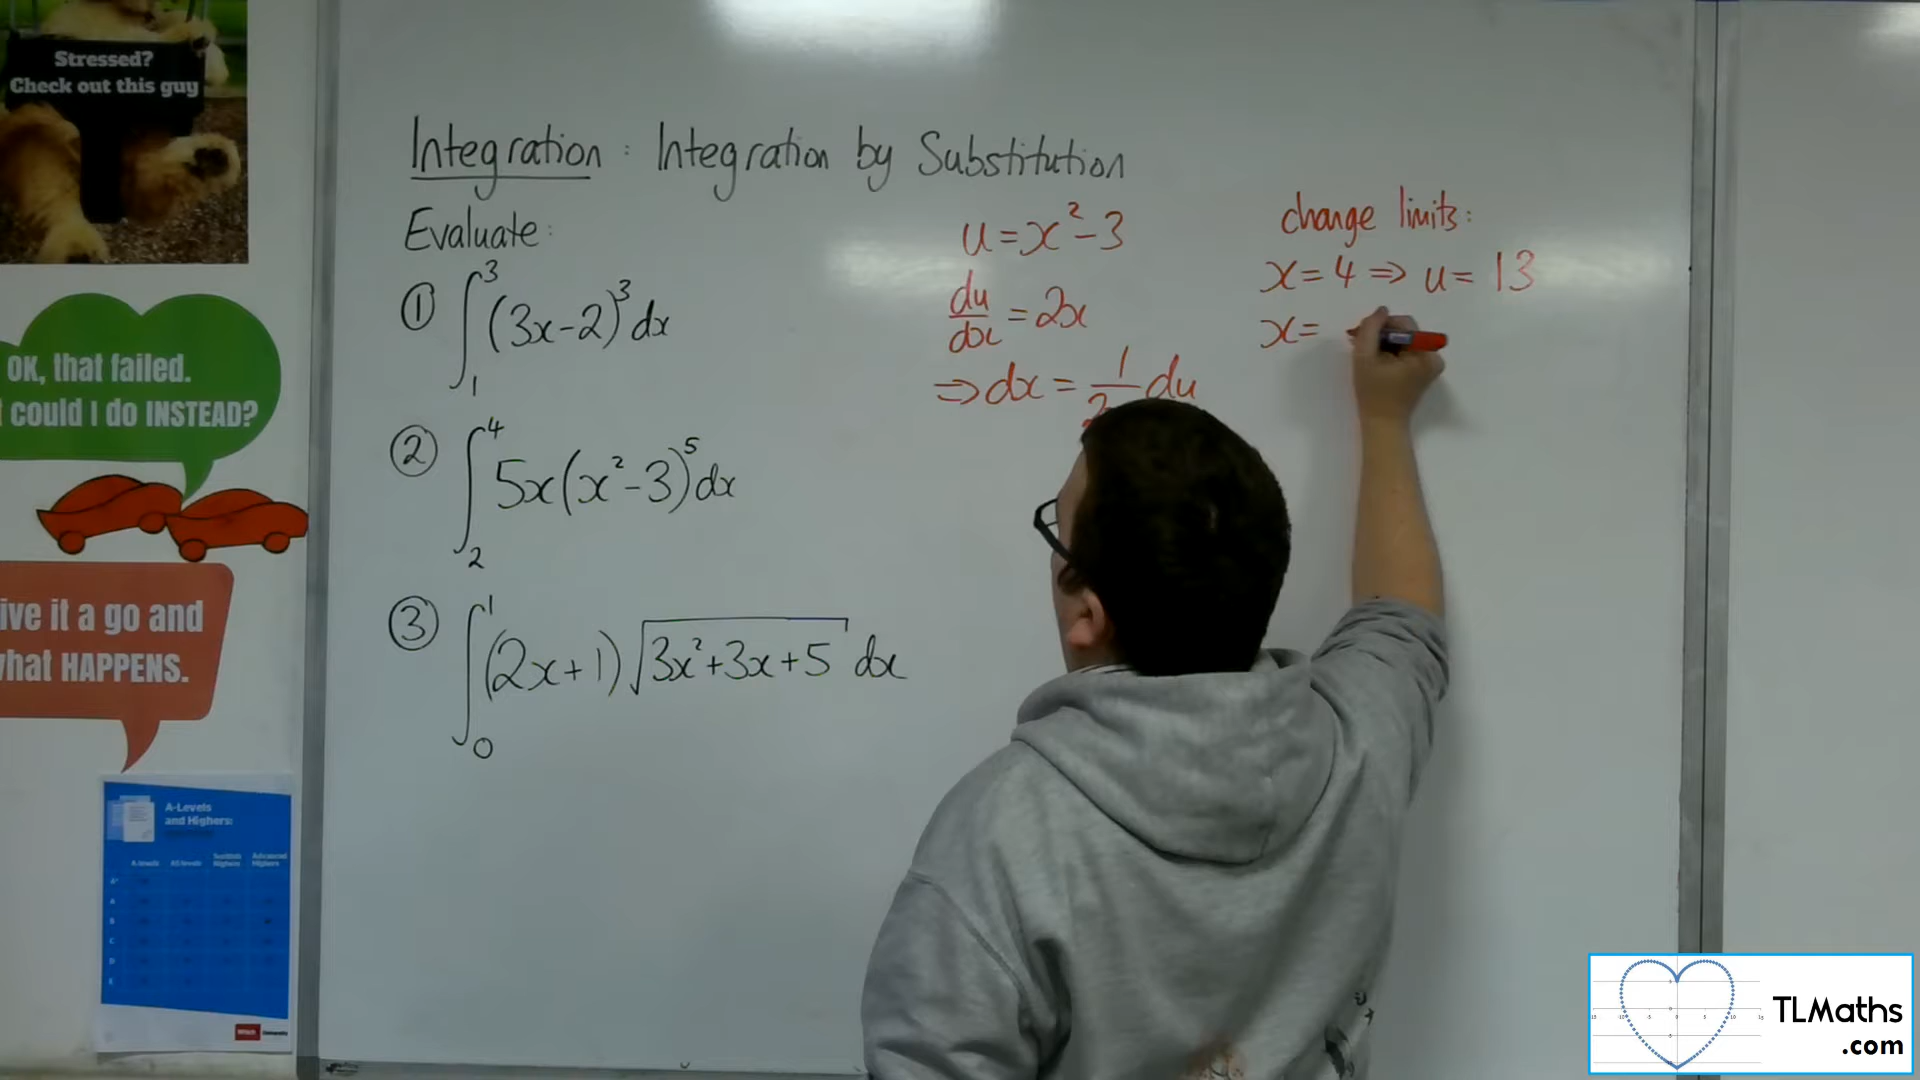 Stressed?
Check out this guy
OK, that failed.
could I do INSTEAD?
ive it a go and
what HAPPENS.
A-Levels
and Highers:
Integration : Integration by Substitution
Evaluate:
① ∫₁³ (3x-2)³ dx
② ∫₂⁴ 5x(x²-3)⁵ dx
③ ∫₀¹ (2x+1)√(3x²+3x+5) dx
u = x²-3
du/dx = 2x
⇒ dx = 1/2 du
change limits:
x = 4 ⇒ u = 13
x =
TLMaths
.com